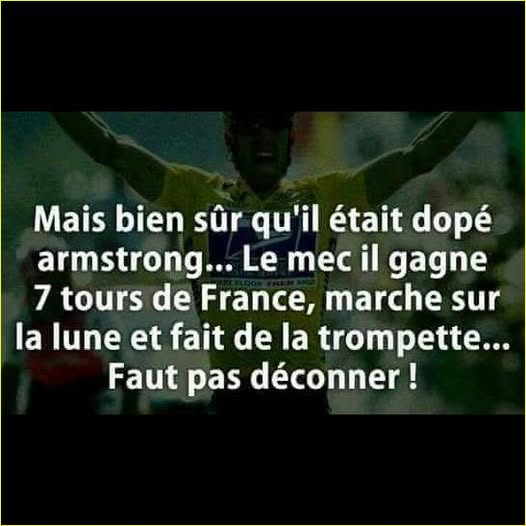 Mais bien sûr qu'il était dopé
armstrong... Le mec il gagne
7 tours de France, marche sur
la lune et fait de la trompette...
Faut pas déconner !